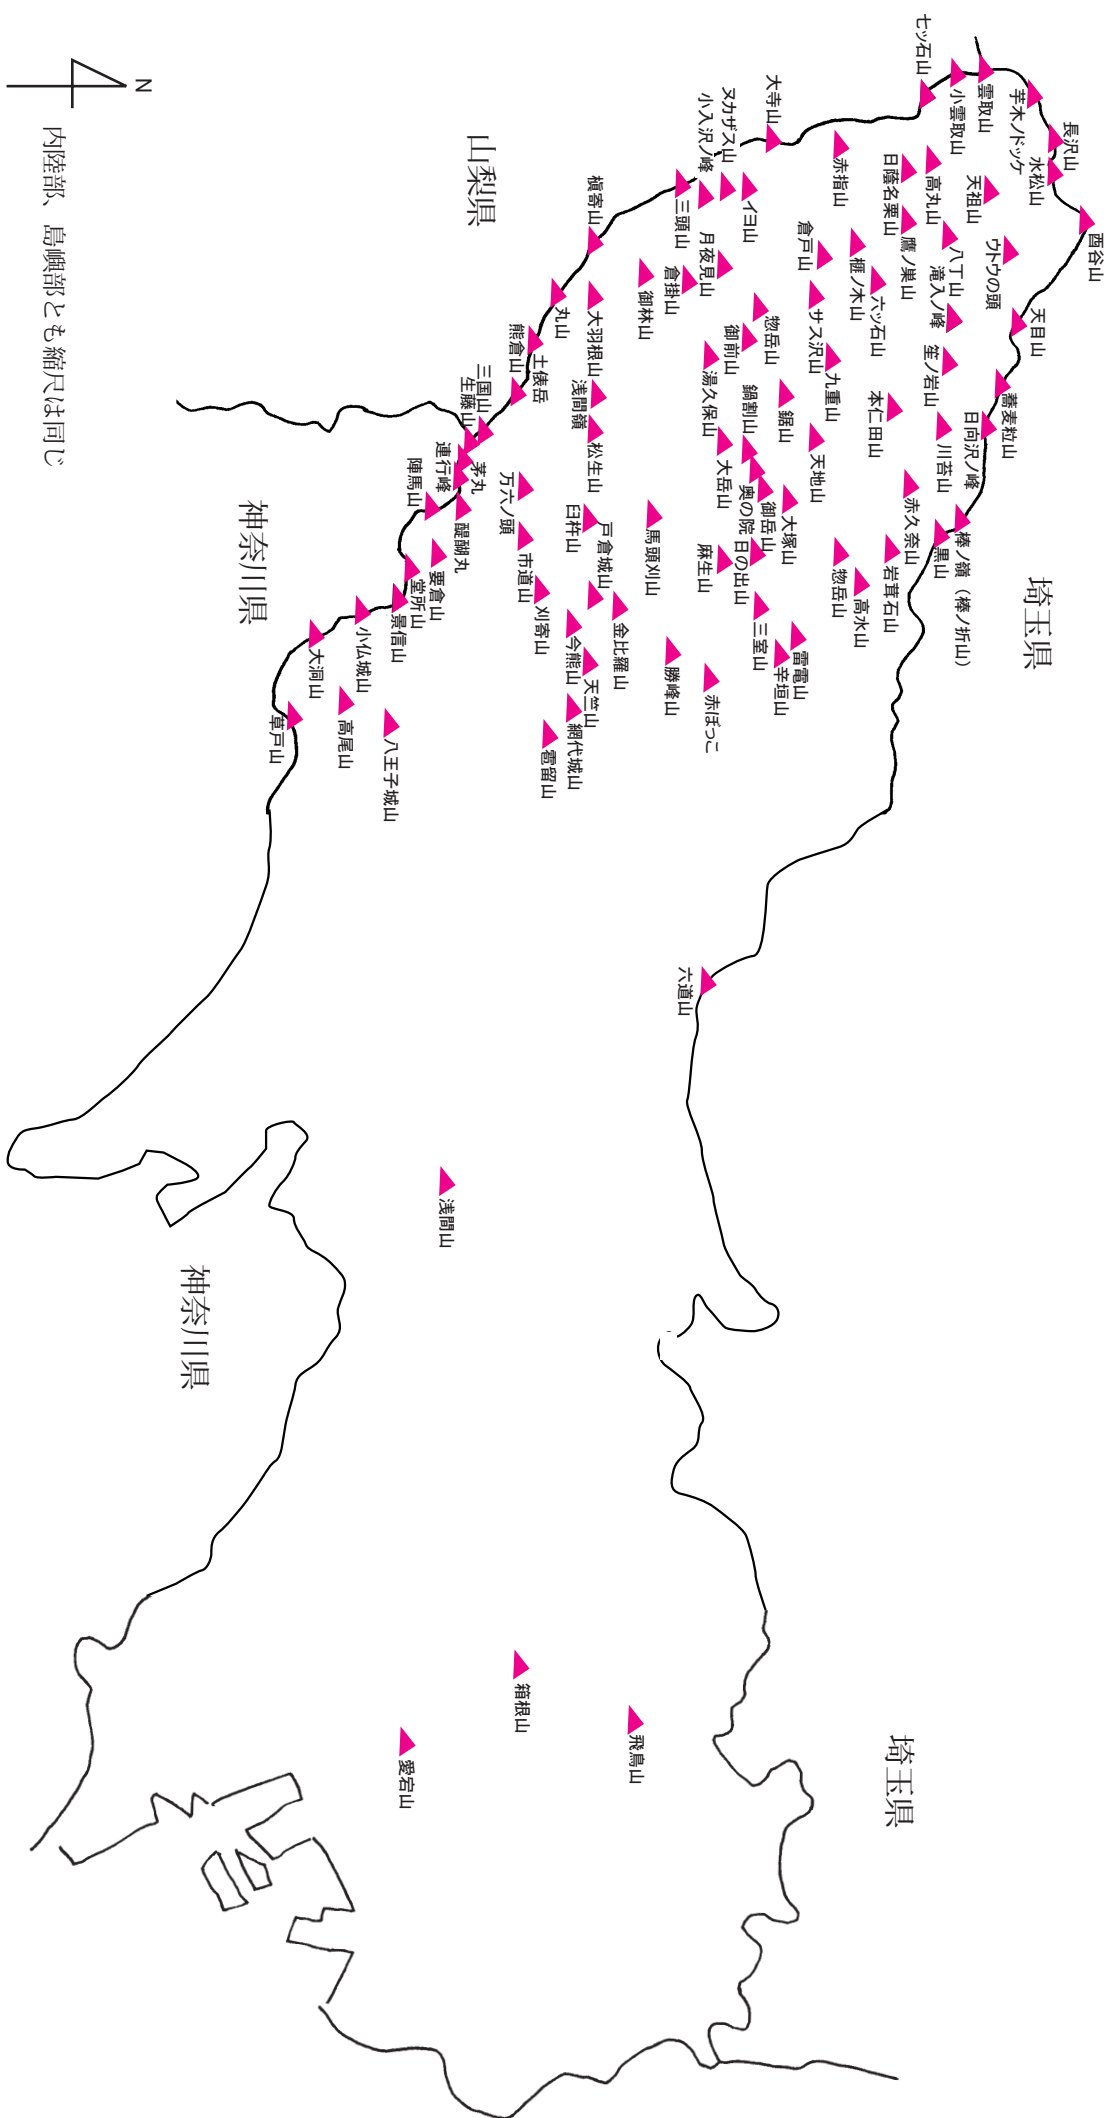 N
内陸部、島嶼部とも縮尺は同じ
埼玉県
埼玉県
山梨県
神奈川県
神奈川県
酉谷山
長沢山
水松山
芋木ノドッケ
雲取山
小雲取山
七ッ石山
天祖山
ウトウの頭
天目山
蕎麦粒山
日向沢ノ峰
棒ノ嶺（棒ノ折山）
黒山
高丸山
日蔭名栗山
鷹ノ巣山
八丁山
滝入ノ峰
笙ノ岩山
川苔山
赤久奈山
岩茸石山
本仁田山
六ッ石山
榧ノ木山
赤指山
倉戸山
サス沢山
九重山
天地山
惣岳山
高水山
大寺山
イヨ山
ヌカザス山
小入沢ノ峰
三頭山
月夜見山
倉掛山
御林山
惣岳山
御前山
湯久保山
鋸山
鍋割山
大岳山
奥の院
御岳山
大塚山
日の出山
麻生山
三室山
雷電山
辛垣山
赤ぼっこ
勝峰山
馬頭刈山
槇寄山
大羽根山
丸山
浅間嶺
松生山
土俵岳
熊倉山
三国山
生藤山
茅丸
連行峰
万六ノ頭
醍醐丸
市道山
臼杵山
戸倉城山
刈寄山
今熊山
金比羅山
天竺山
網代城山
雹留山
陣馬山
要倉山
堂所山
景信山
小仏城山
大洞山
高尾山
八王子城山
草戸山
六道山
浅間山
箱根山
飛鳥山
愛宕山